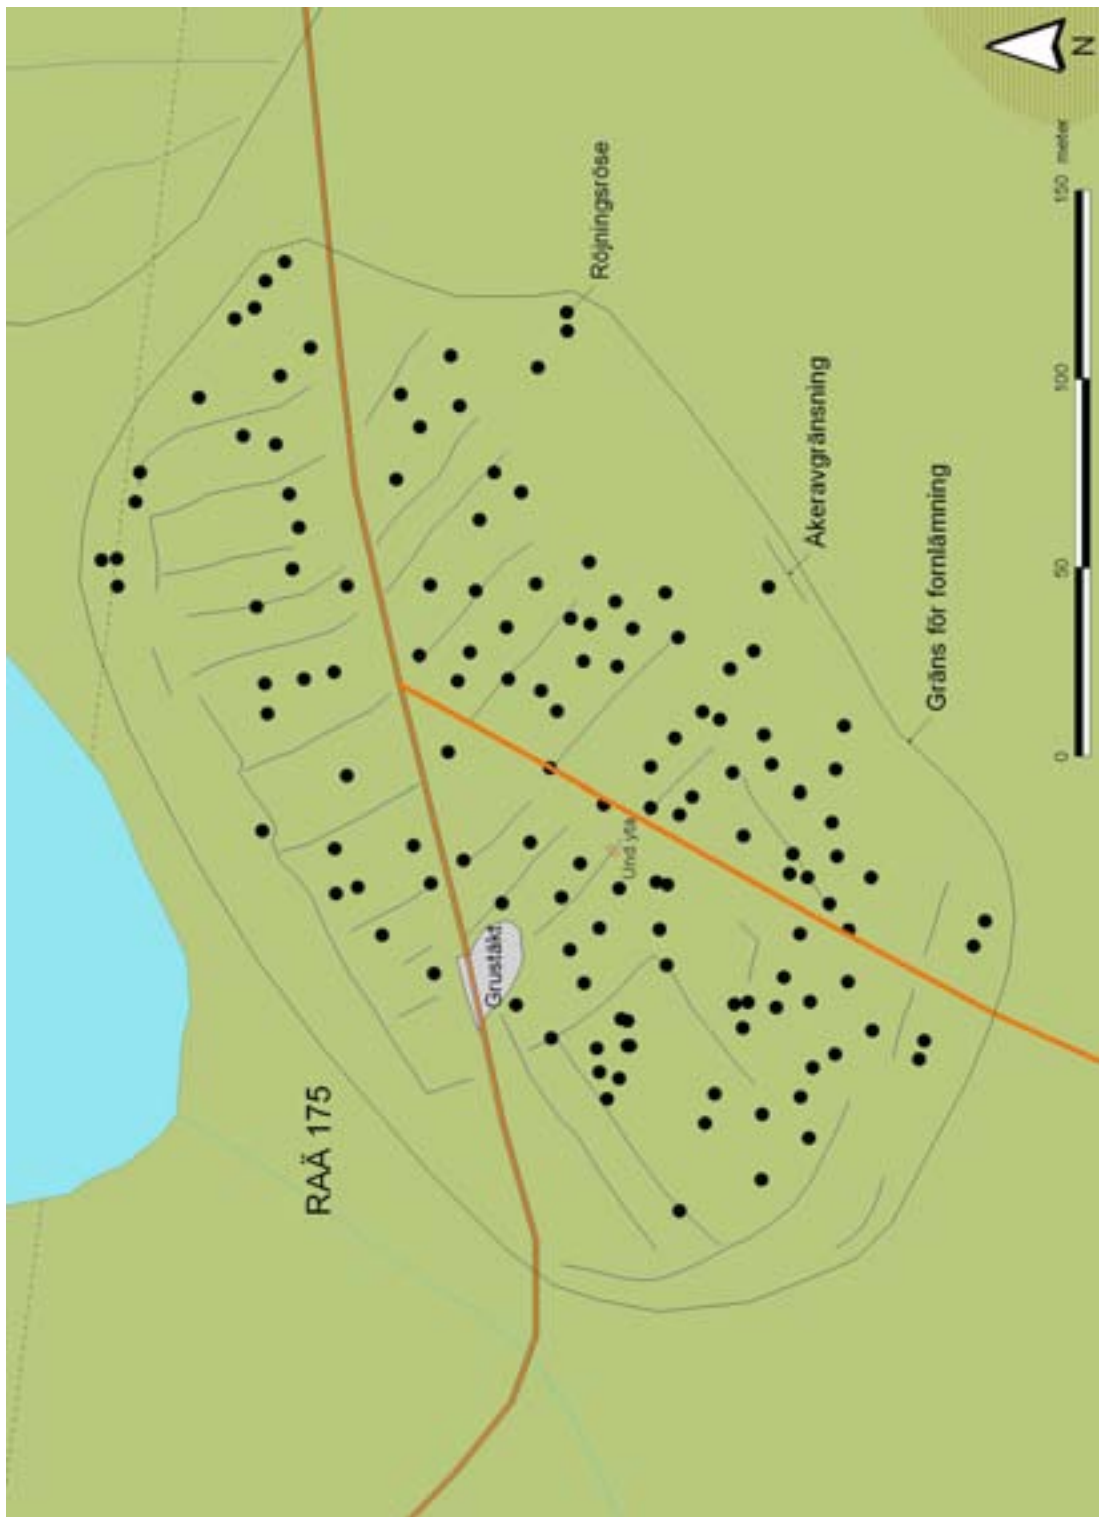 N
150 meter
100
50
0
Röjningsröse
Åkeravgränsning
Gräns för fornlämning
Und.yta
Grustäkt
RAÄ 175